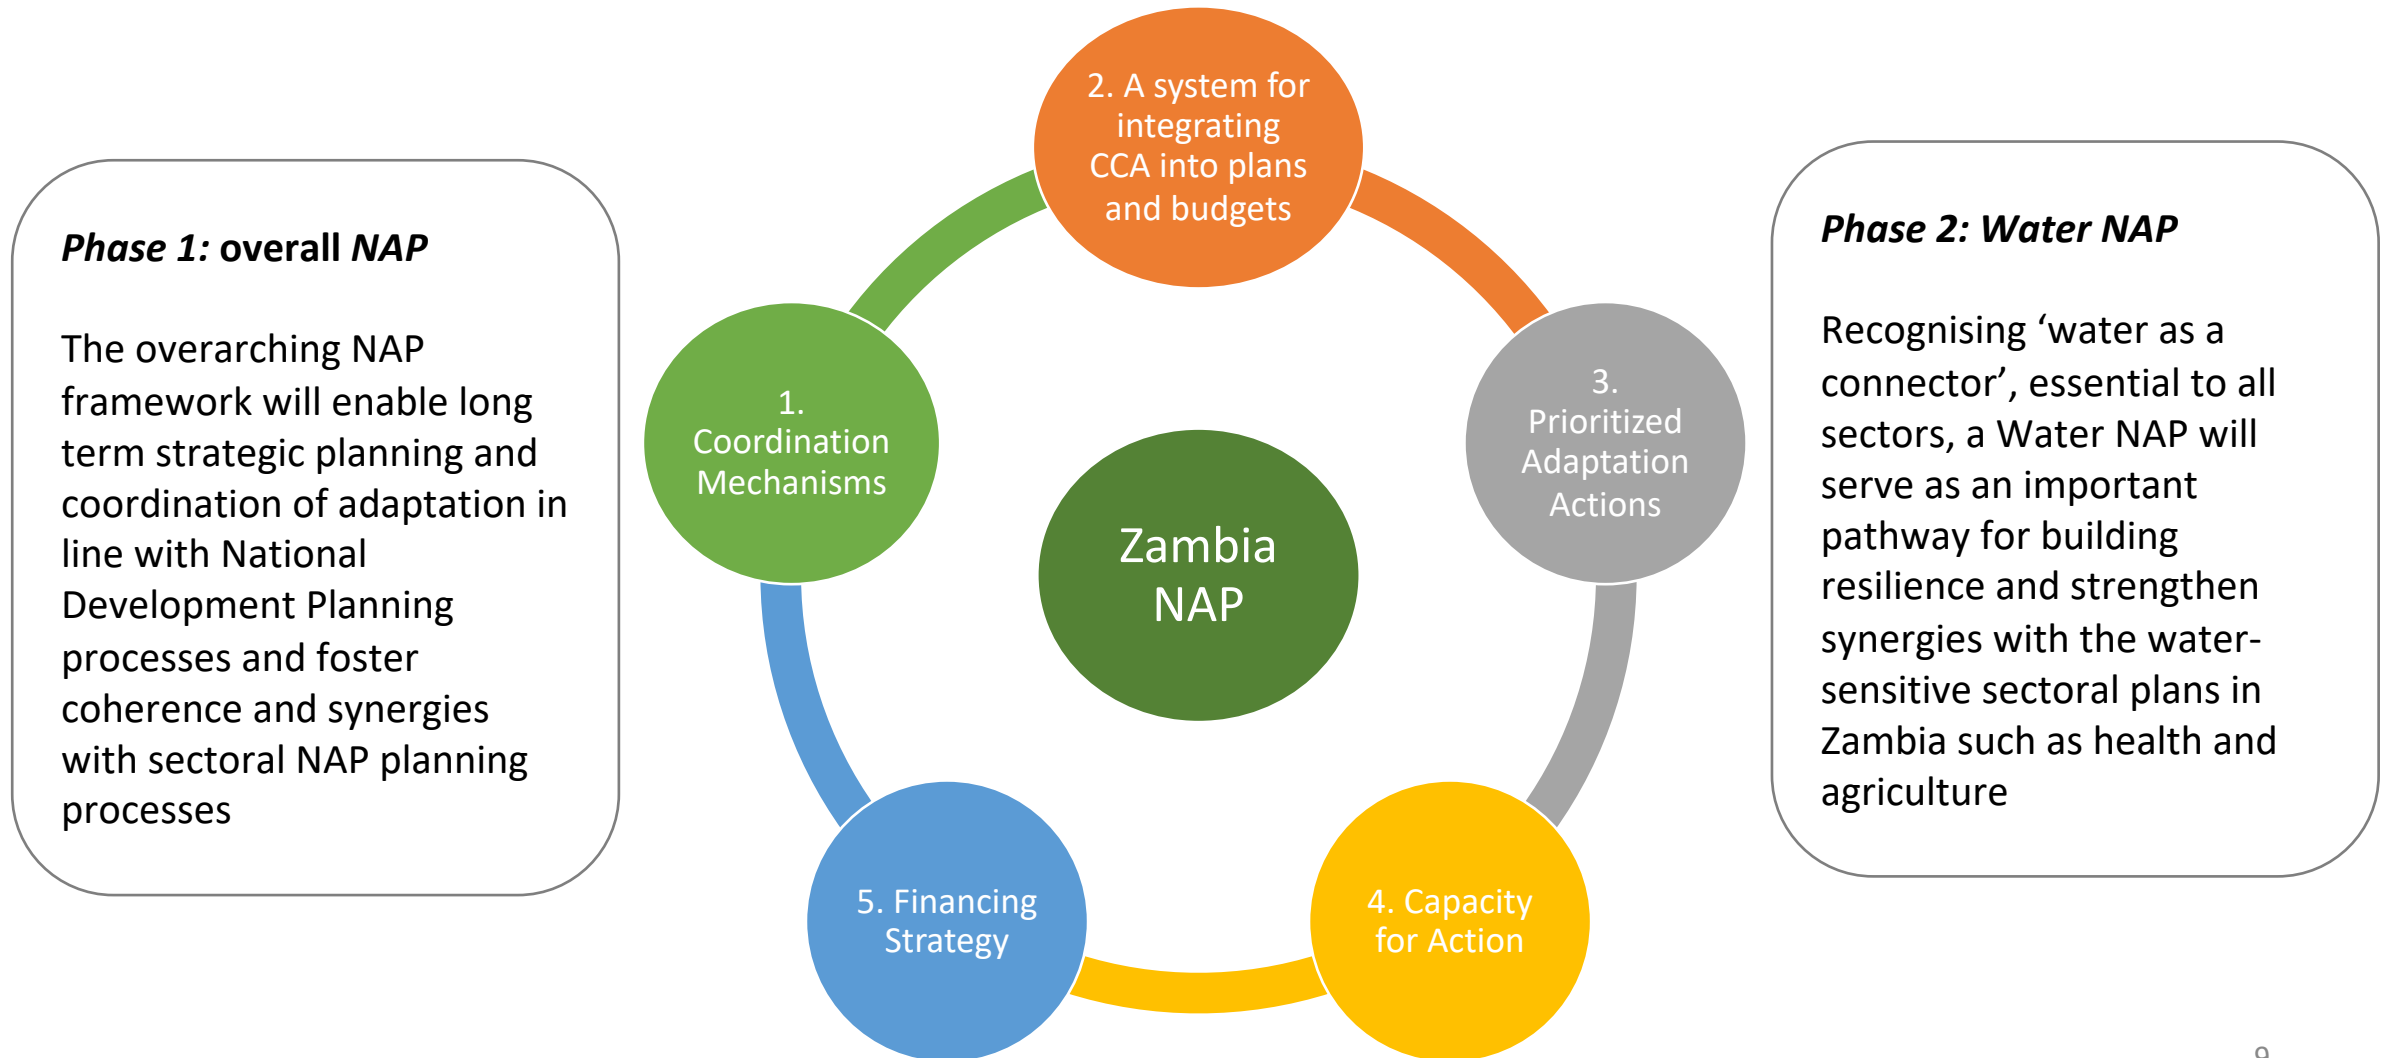 Phase 1: overall NAP
The overarching NAP
framework will enable long
term strategic planning and
coordination of adaptation in
line with National
Development Planning
processes and foster
coherence and synergies
with sectoral NAP planning
processes
1.
Coordination
Mechanisms
2. A system for
integrating
CCA into plans
and budgets
3.
Prioritized
Adaptation
Actions
4. Capacity
for Action
5. Financing
Strategy
Zambia
NAP
Phase 2: Water NAP
Recognising ‘water as a
connector’, essential to all
sectors, a Water NAP will
serve as an important
pathway for building
resilience and strengthen
synergies with the water-
sensitive sectoral plans in
Zambia such as health and
agriculture
9